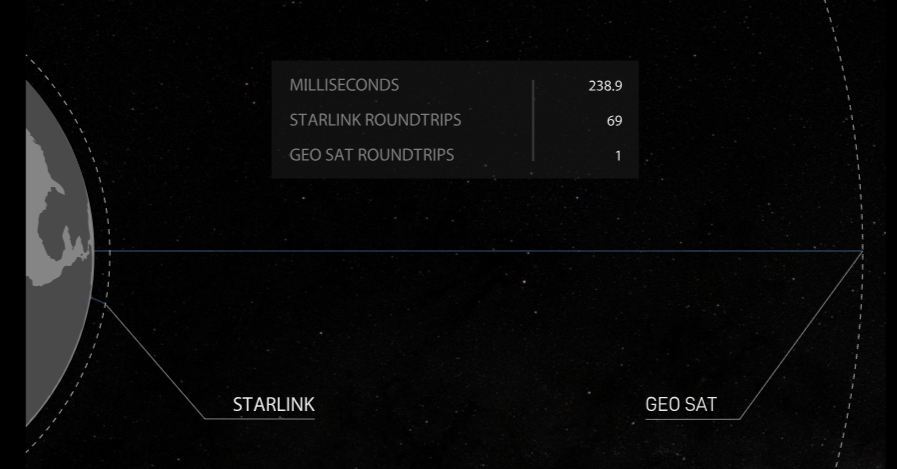 MILLISECONDS 238.9
STARLINK ROUNDTRIPS 69
GEO SAT ROUNDTRIPS 1
STARLINK
GEO SAT